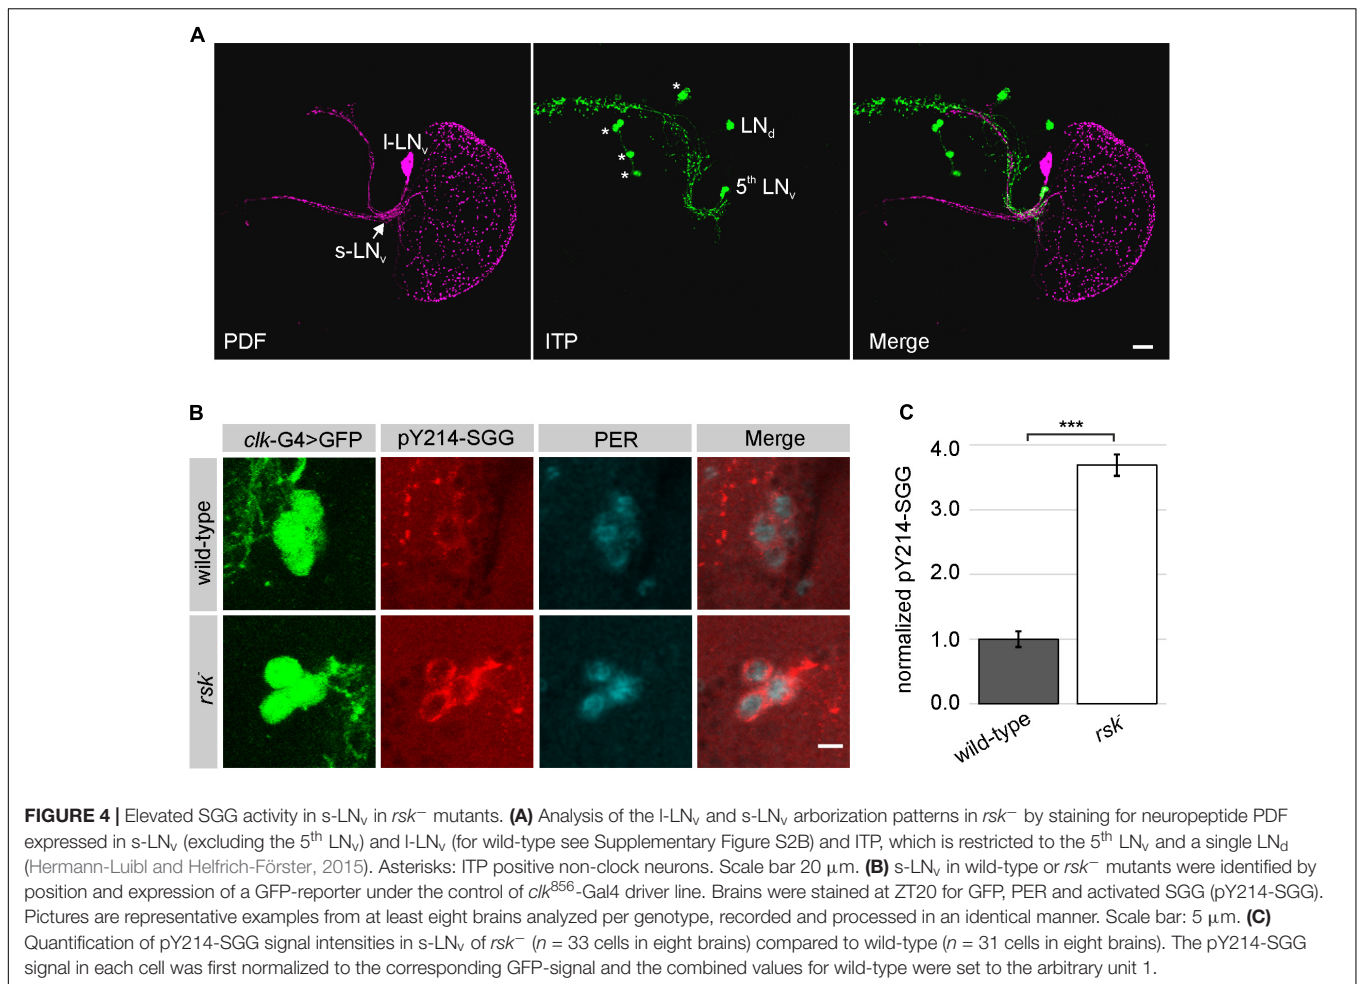 A
l-LNv
s-LNv
PDF
*
*
*
*
LNd
5th LNv
ITP
Merge
B
clk-G4>GFP
pY214-SGG
PER
Merge
wild-type
rsk-
C
***
normalized pY214-SGG
4.0
3.0
2.0
1.0
0.0
wild-type
rsk-
FIGURE 4 | Elevated SGG activity in s-LNv in rsk− mutants. (A) Analysis of the l-LNv and s-LNv arborization patterns in rsk− by staining for neuropeptide PDF
expressed in s-LNv (excluding the 5th LNv) and l-LNv (for wild-type see Supplementary Figure S2B) and ITP, which is restricted to the 5th LNv and a single LNd
(Hermann-Luibl and Helfrich-Förster, 2015). Asterisks: ITP positive non-clock neurons. Scale bar 20 μm. (B) s-LNv in wild-type or rsk− mutants were identified by
position and expression of a GFP-reporter under the control of clk856-Gal4 driver line. Brains were stained at ZT20 for GFP, PER and activated SGG (pY214-SGG).
Pictures are representative examples from at least eight brains analyzed per genotype, recorded and processed in an identical manner. Scale bar: 5 μm. (C)
Quantification of pY214-SGG signal intensities in s-LNv of rsk− (n = 33 cells in eight brains) compared to wild-type (n = 31 cells in eight brains). The pY214-SGG
signal in each cell was first normalized to the corresponding GFP-signal and the combined values for wild-type were set to the arbitrary unit 1.